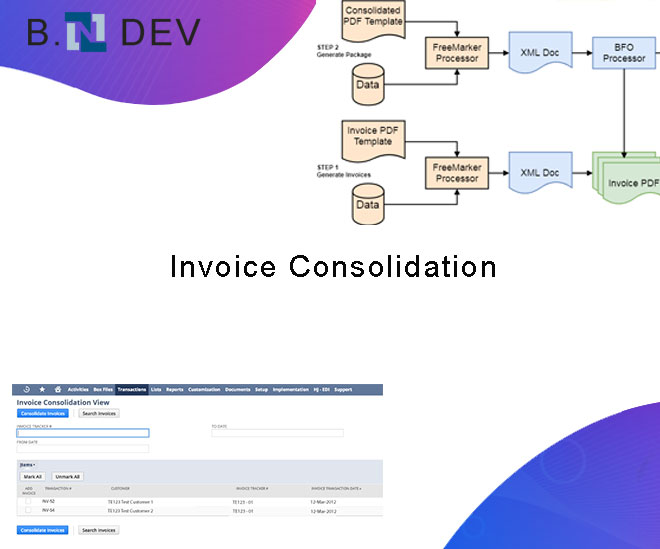 B.N DEV
Consolidated
PDF Template
STEP 2
Generate Package
FreeMarker
Processor
XML Doc
BFO
Processor
Data
Invoice PDF
Template
STEP 1
Generate Invoices
FreeMarker
Processor
XML Doc
Invoice PDF
Data
Invoice Consolidation
Activities Box Files Transactions Lists Reports Customization Documents Setup Implementation HJ - EDI Support
Invoice Consolidation View
Consolidate Invoices Search Invoices
INVOICE TRACKER # TO DATE
FROM DATE
Items
Mark All Unmark All
ADD INVOICE TRANSACTION # CUSTOMER INVOICE TRACKER # INVOICE TRANSACTION DATE
INV-52 TE123 Test Customer 1 TE123 - 01 12-Mar-2012
INV-54 TE123 Test Customer 2 TE123 - 01 12-Mar-2012
Consolidate Invoices Search Invoices